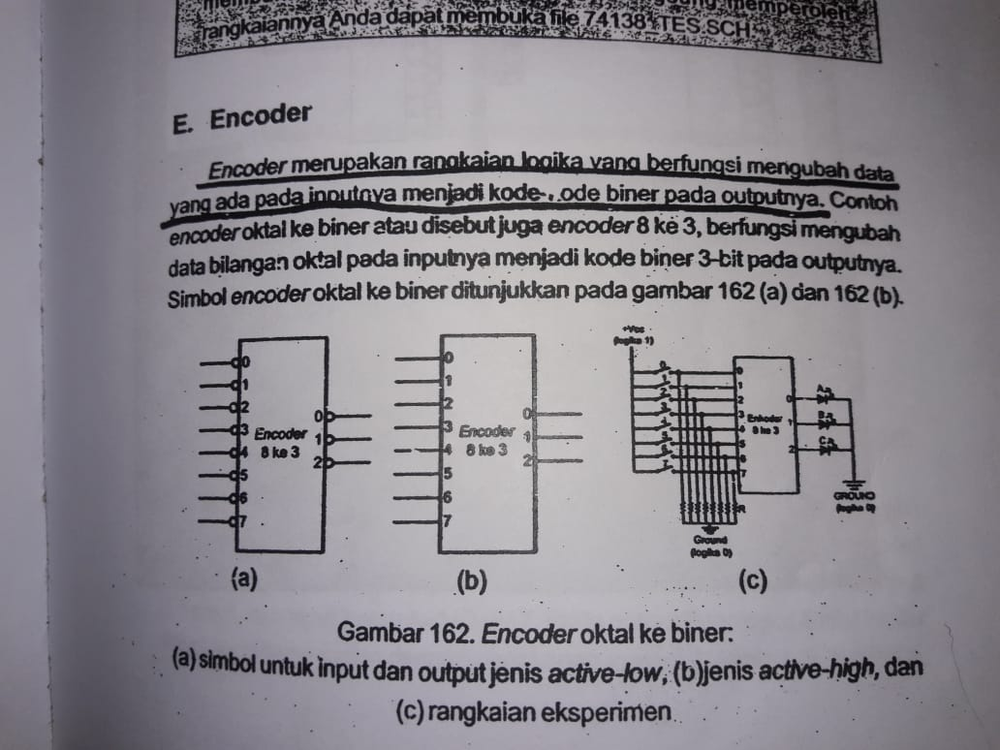 rangkaiannya Anda dapat membuka file 74138 TES.SCH
E. Encoder
Encoder merupakan rangkaian logika yang berfungsi mengubah data
yang ada pada inputnya menjadi kode- ode biner pada outputnya. Contoh
encoder oktal ke biner atau disebut juga encoder 8 ke 3, berfungsi mengubah
data bilangan oktal pada inputnya menjadi kode biner 3-bit pada outputnya.
Simbol encoder oktal ke biner ditunjukkan pada gambar 162 (a) dan 162 (b).
0
1
2
3
4
5
6
7
Encoder
8 ke 3
0
1
2
(a)
0
1
2
3
4
5
6
7
Encoder
8 ke 3
0
1
2
(b)
+Vcc
(logika 1)
0
1
2
3
4
5
6
7
Enkoder
8 ke 3
0
1
2
A
B
C
R
GROUND
(logika 0)
Ground
(logika 0)
(c)
Gambar 162. Encoder oktal ke biner:
(a) simbol untuk input dan output jenis active-low, (b) jenis active-high, dan
(c) rangkaian eksperimen